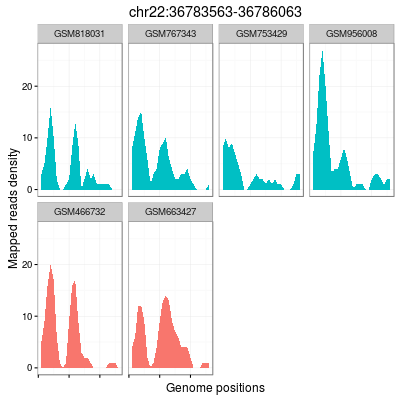 chr22:36783563-36786063
GSM818031 GSM767343 GSM753429 GSM956008
20
10
0
GSM466732 GSM663427
20
10
0
Mapped reads density
Genome positions